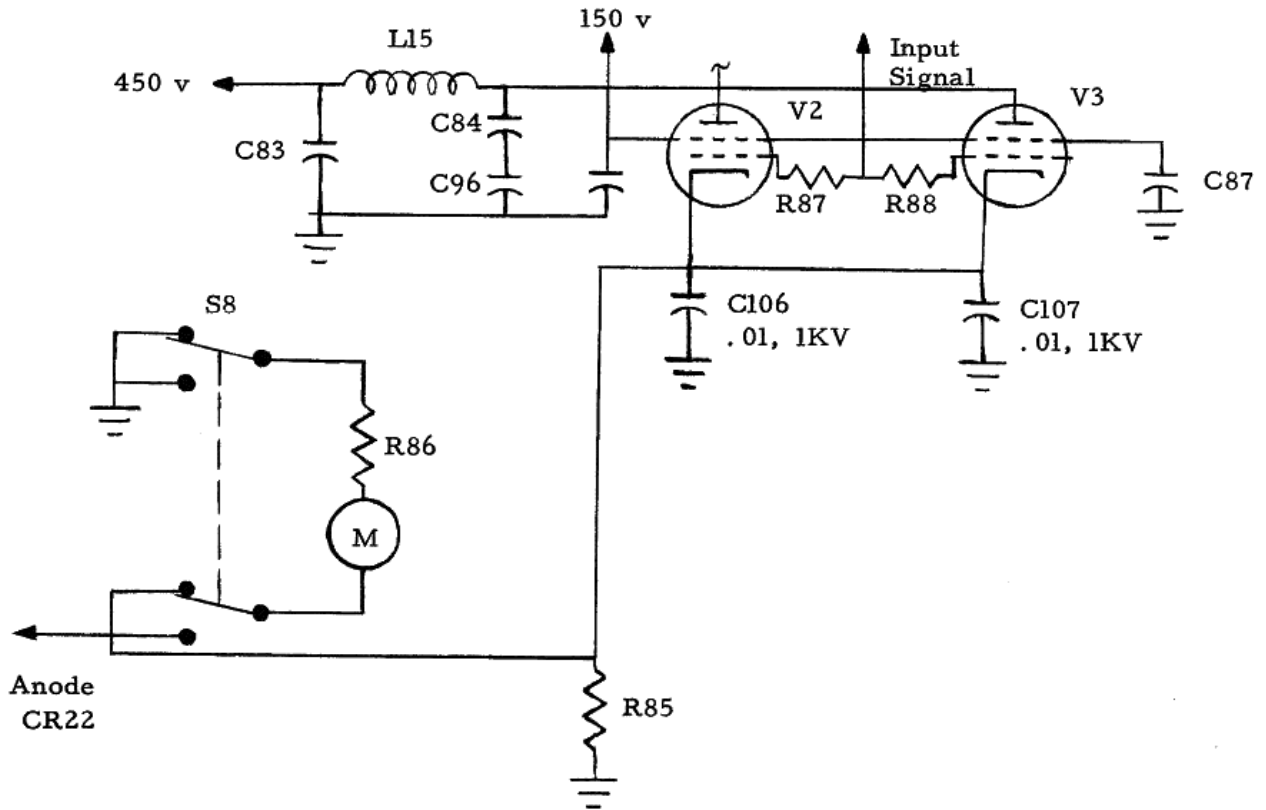 150 v
L15
Input
Signal
450 v
V2
V3
C84
C83
C96
R87
R88
C87
S8
C106
.01, 1KV
C107
.01, 1KV
R86
M
Anode
CR22
R85